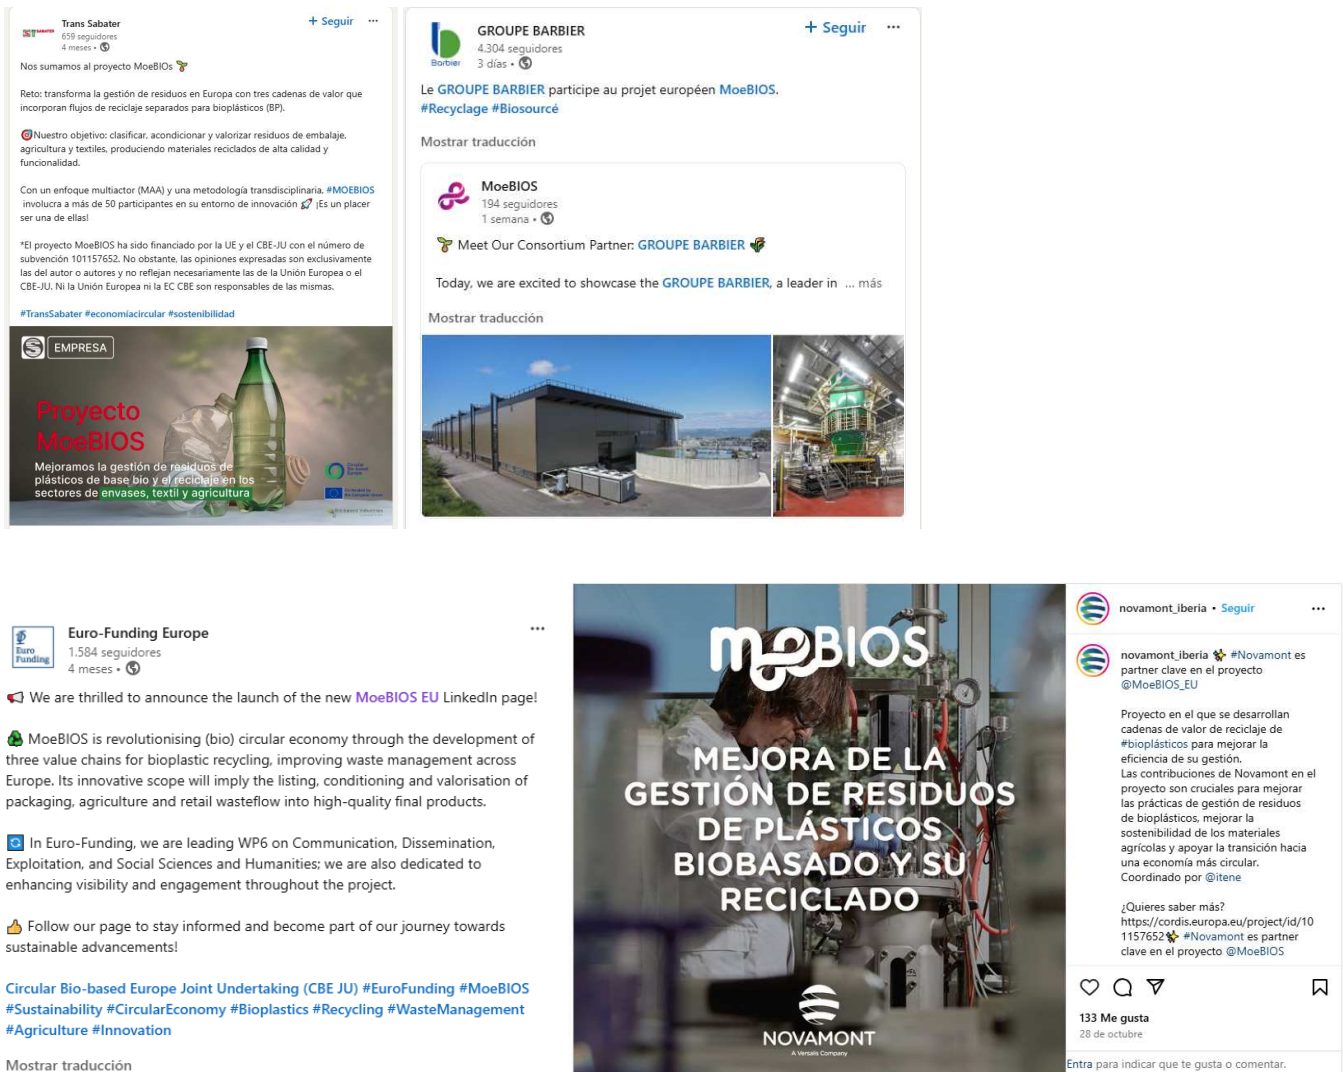 Trans Sabater
659 seguidores
4 meses •
+ Seguir ...
Nos sumamos al proyecto MoeBIOs
Reto: transforma la gestión de residuos en Europa con tres cadenas de valor que
incorporan flujos de reciclaje separados para bioplásticos (BP).
Nuestro objetivo: clasificar, acondicionar y valorizar residuos de embalaje,
agricultura y textiles, produciendo materiales reciclados de alta calidad y
funcionalidad.
Con un enfoque multiactor (MAA) y una metodología transdisciplinaria, #MOEBIOS
involucra a más de 50 participantes en su entorno de innovación ¡Es un placer
ser una de ellas!
*El proyecto MoeBIOS ha sido financiado por la UE y el CBE-JU con el número de
subvención 101157652. No obstante, las opiniones expresadas son exclusivamente
las del autor o autores y no reflejan necesariamente las de la Unión Europea o el
CBE-JU. Ni la Unión Europea ni la EC CBE son responsables de las mismas.
#TransSabater #economíacircular #sostenibilidad
EMPRESA
Proyecto
MoeBIOS
Mejoramos la gestión de residuos de
plásticos de base bio y el reciclaje en los
sectores de envases, textil y agricultura
Barbier
GROUPE BARBIER
4.304 seguidores
3 días •
+ Seguir ...
Le GROUPE BARBIER participe au projet européen MoeBIOS.
#Recyclage #Biosourcé
Mostrar traducción
MoeBIOS
194 seguidores
1 semana •
Meet Our Consortium Partner: GROUPE BARBIER
Today, we are excited to showcase the GROUPE BARBIER, a leader in ... más
Mostrar traducción
Euro
Funding
Euro-Funding Europe
1.584 seguidores
4 meses •
...
We are thrilled to announce the launch of the new MoeBIOS EU LinkedIn page!
MoeBIOS is revolutionising (bio) circular economy through the development of
three value chains for bioplastic recycling, improving waste management across
Europe. Its innovative scope will imply the listing, conditioning and valorisation of
packaging, agriculture and retail wasteflow into high-quality final products.
In Euro-Funding, we are leading WP6 on Communication, Dissemination,
Exploitation, and Social Sciences and Humanities; we are also dedicated to
enhancing visibility and engagement throughout the project.
Follow our page to stay informed and become part of our journey towards
sustainable advancements!
Circular Bio-based Europe Joint Undertaking (CBE JU) #EuroFunding #MoeBIOS
#Sustainability #CircularEconomy #Bioplastics #Recycling #WasteManagement
#Agriculture #Innovation
Mostrar traducción
moeBIOS
MEJORA DE LA
GESTIÓN DE RESIDUOS
DE PLÁSTICOS
BIOBASADO Y SU
RECICLADO
NOVAMONT
A Versalis Company
novamont_iberia • Seguir ...
novamont_iberia #Novamont es
partner clave en el proyecto
@MoeBIOS_EU
Proyecto en el que se desarrollan
cadenas de valor de reciclaje de
#bioplásticos para mejorar la
eficiencia de su gestión.
Las contribuciones de Novamont en el
proyecto son cruciales para mejorar
las prácticas de gestión de residuos
de bioplásticos, mejorar la
sostenibilidad de los materiales
agrícolas y apoyar la transición hacia
una economía más circular.
Coordinado por @itene
¿Quieres saber más?
https://cordis.europa.eu/project/id/10
1157652 #Novamont es partner
clave en el proyecto @MoeBIOS
133 Me gusta
28 de octubre
Entra para indicar que te gusta o comentar.